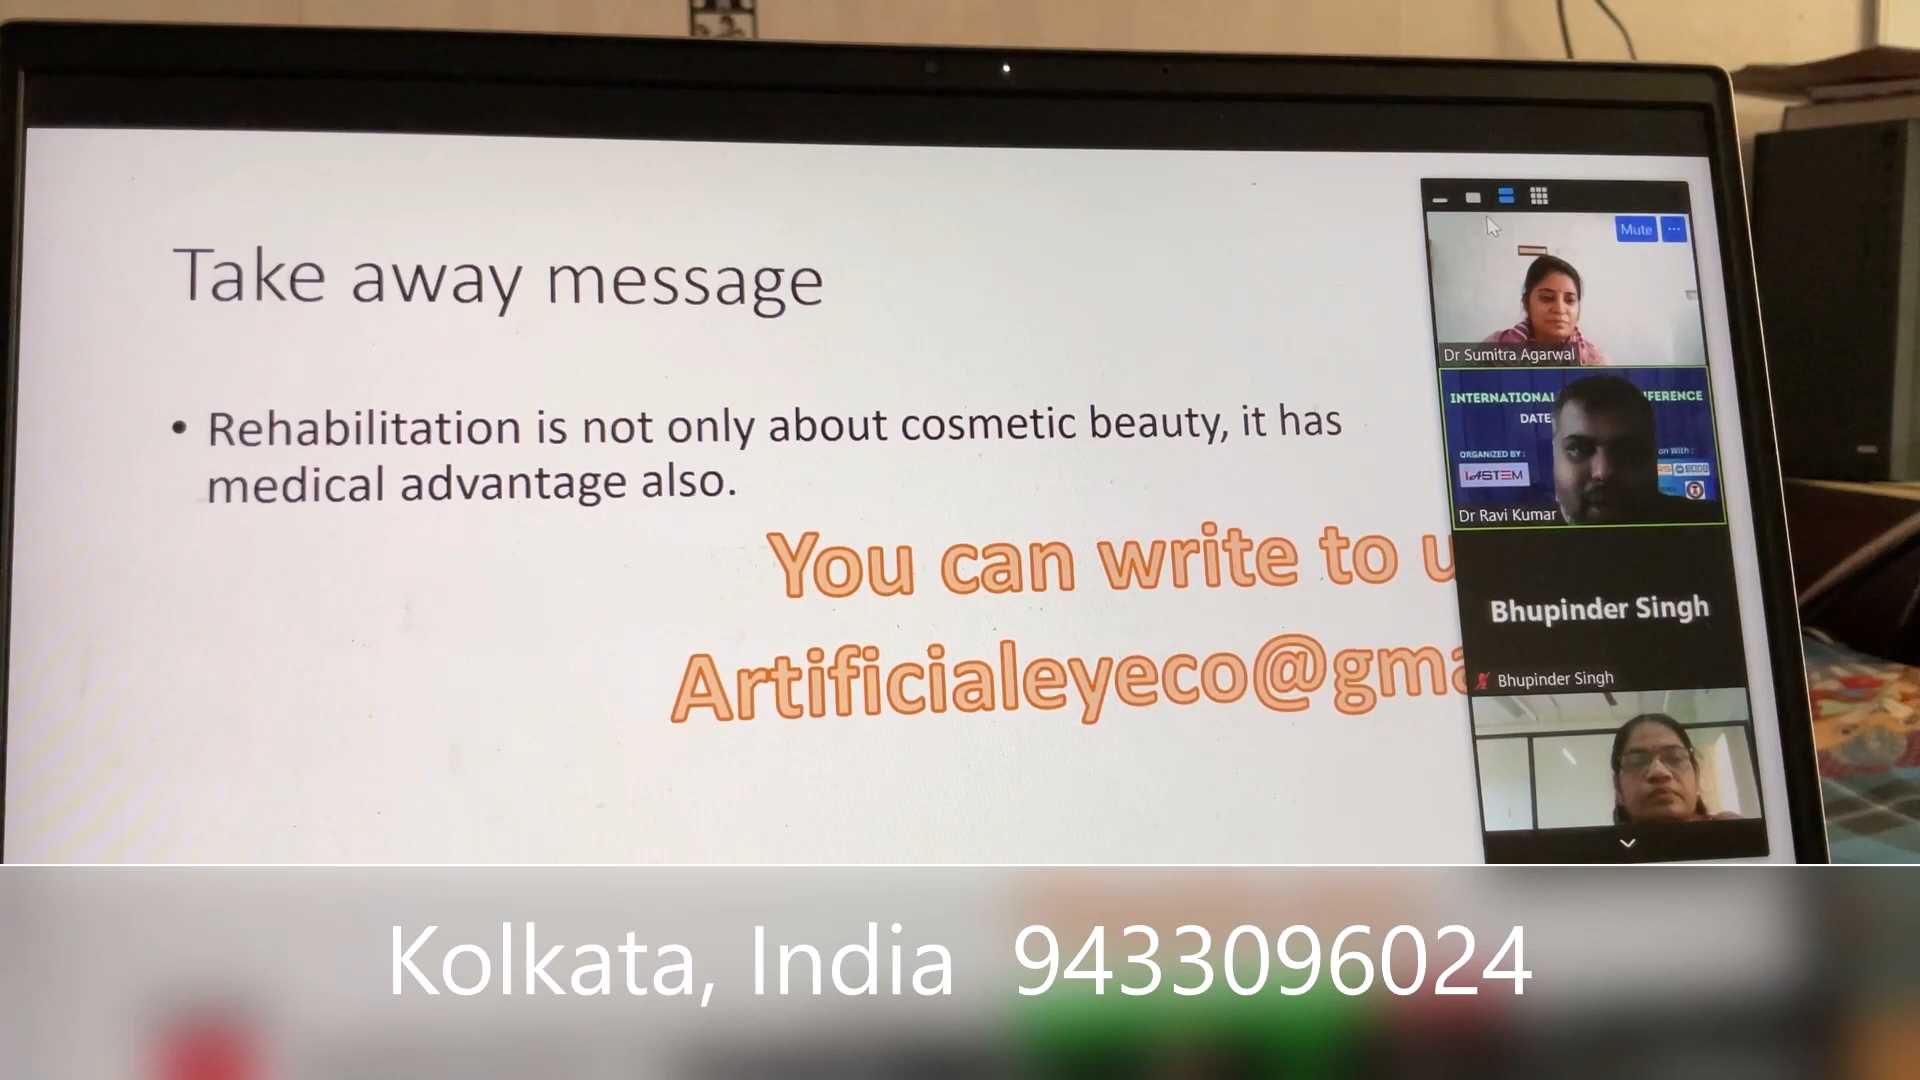 Take away message
• Rehabilitation is not only about cosmetic beauty, it has
medical advantage also.
You can write to u
Artificialeyeco@gma
Mute
Dr Sumitra Agarwal
INTERNATIONAL
FERENCE
DATE
ORGANIZED BY :
on With :
IASTEM
Dr Ravi Kumar
Bhupinder Singh
Bhupinder Singh
Kolkata, India 9433096024